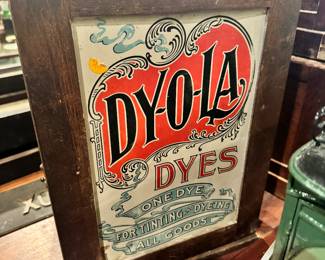 DY-O-LA
DYES
ONE DYE
FOR TINTING & DYEING
ALL GOODS